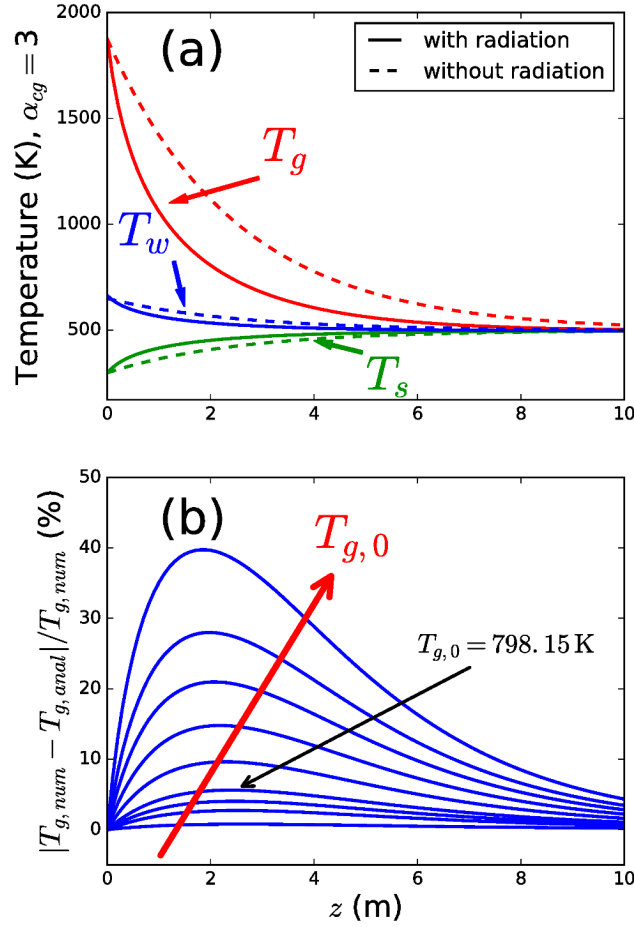 2000
1500
1000
500
Temperature (K), α_cg = 3
(a)
with radiation
without radiation
T_g
T_w
T_s
0
2
4
6
8
10
50
40
30
20
10
0
|T_g,num − T_g,anal|/T_g,num (%)
(b)
T_g,0
T_g,0 = 798.15 K
0
2
4
6
8
10
z (m)